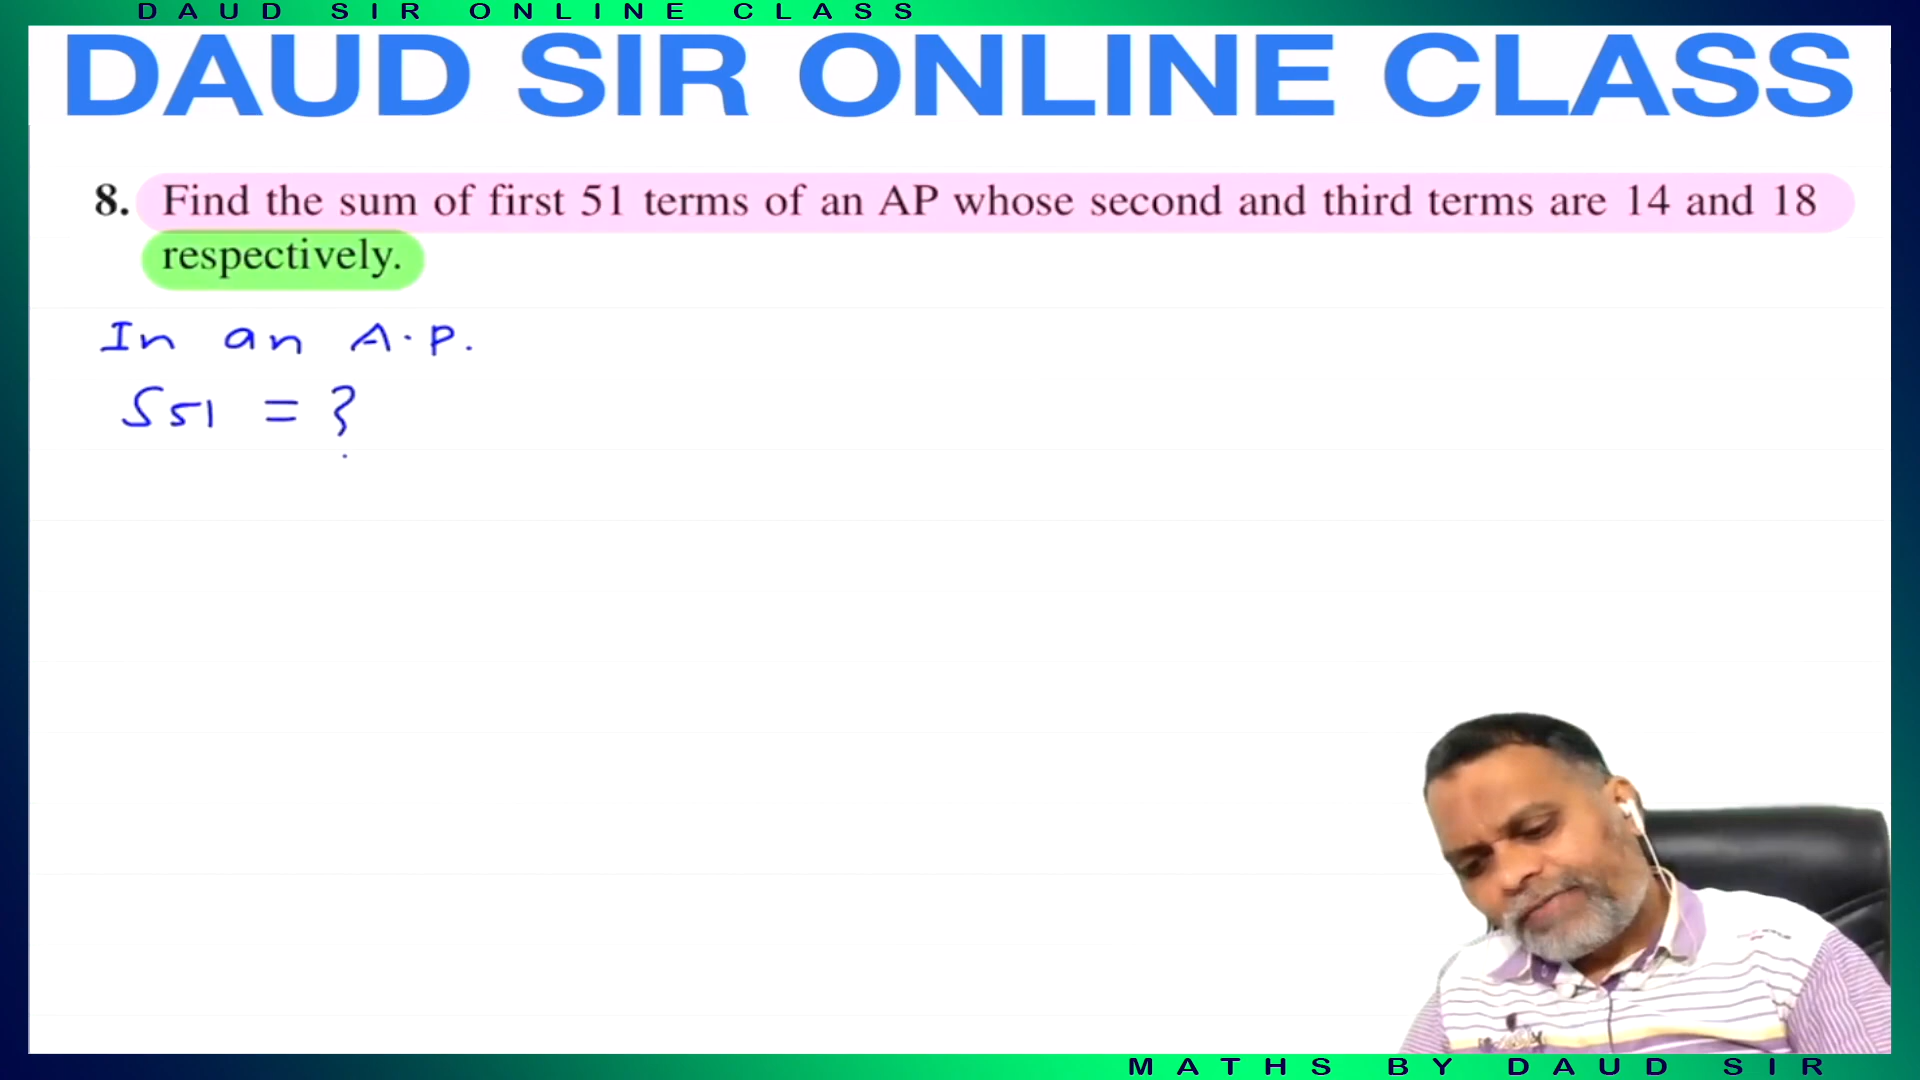 DAUD SIR ONLINE CLASS
DAUD SIR ONLINE CLASS
8. Find the sum of first 51 terms of an AP whose second and third terms are 14 and 18
respectively.
In an A.P.
S51 = ?
MATHS BY DAUD SIR